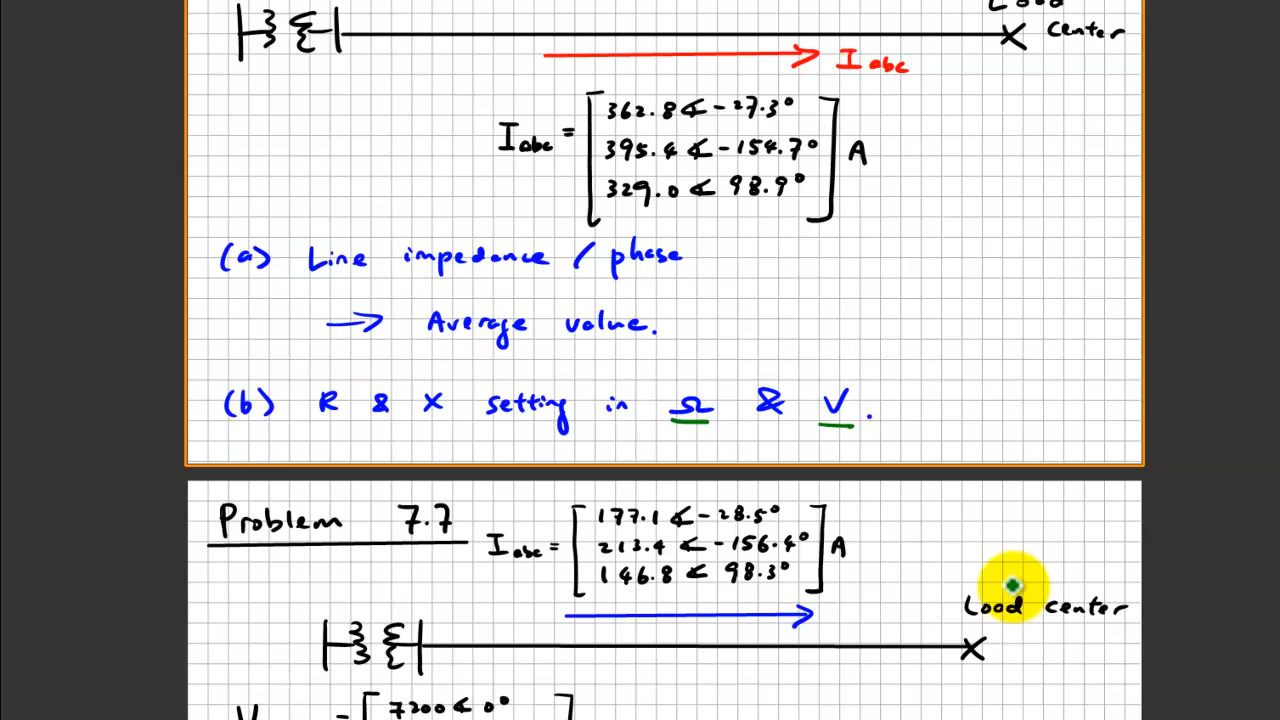 Load
center
I abc
I abc = [ 362.8 ∠ -27.3°
395.4 ∠ -154.7°
329.0 ∠ 98.9° ] A
(a) Line impedance / phase
→ Average value.
(b) R & X setting in Ω & V.
Problem 7.7
I abc = [ 177.1 ∠ -28.5°
213.4 ∠ -156.4°
146.8 ∠ 98.3° ] A
Load center
= [ 7200 ∠ 0° ]